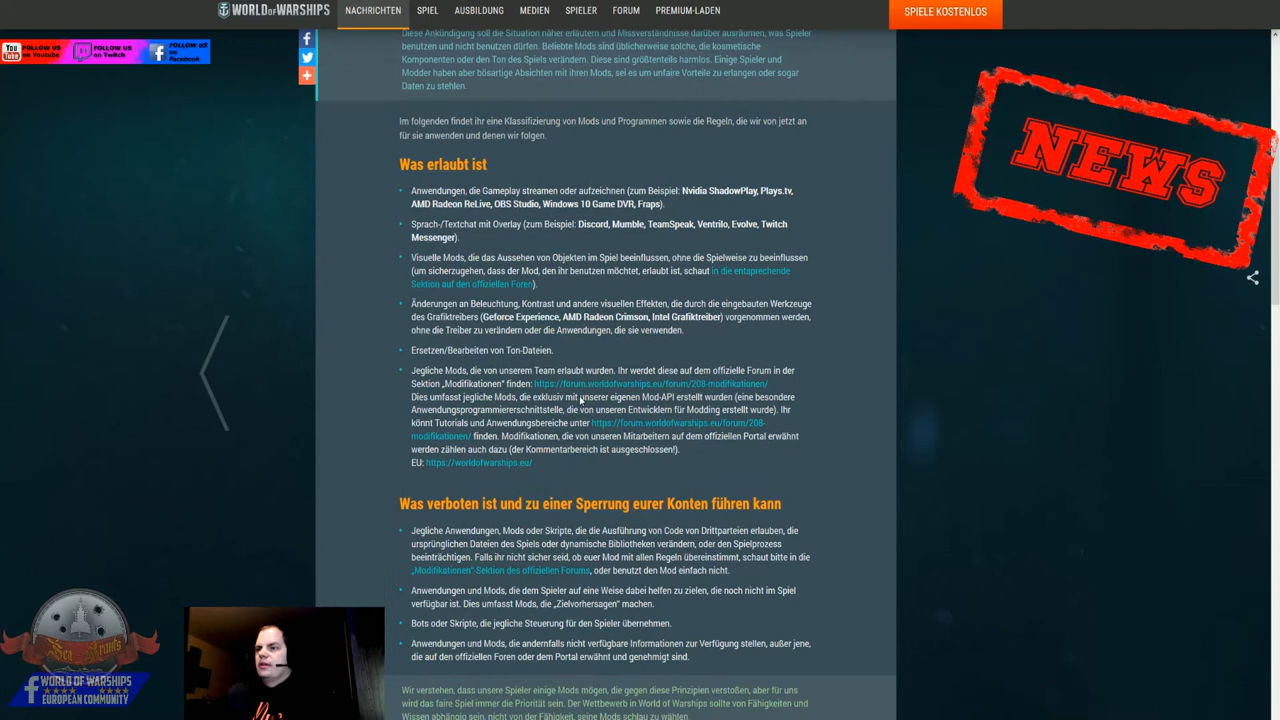 WORLD OF WARSHIPS NACHRICHTEN SPIEL AUSBILDUNG MEDIEN SPIELER FORUM PREMIUM-LADEN SPIELE KOSTENLOS
You Tube FOLLOW US on Youtube FOLLOW US on Twitch FOLLOW US on Facebook
Diese Ankündigung soll die Situation näher erläutern und Missverständnisse darüber ausräumen, was Spieler
benutzen und nicht benutzen dürfen. Beliebte Mods sind üblicherweise solche, die kosmetische
Komponenten oder den Ton des Spiels verändern. Diese sind größtenteils harmlos. Einige Spieler und
Modder haben aber bösartige Absichten mit ihren Mods, sei es um unfaire Vorteile zu erlangen oder sogar
Daten zu stehlen.
Im folgenden findet ihr eine Klassifizierung von Mods und Programmen sowie die Regeln, die wir von jetzt an
für sie anwenden und denen wir folgen.
NEWS
Was erlaubt ist
• Anwendungen, die Gameplay streamen oder aufzeichnen (zum Beispiel: Nvidia ShadowPlay, Plays.tv,
AMD Radeon ReLive, OBS Studio, Windows 10 Game DVR, Fraps).
• Sprach-/Textchat mit Overlay (zum Beispiel: Discord, Mumble, TeamSpeak, Ventrilo, Evolve, Twitch
Messenger).
• Visuelle Mods, die das Aussehen von Objekten im Spiel beeinflussen, ohne die Spielweise zu beeinflussen
(um sicherzugehen, dass der Mod, den ihr benutzen möchtet, erlaubt ist, schaut in die entsprechende
Sektion auf den offiziellen Foren).
• Änderungen an Beleuchtung, Kontrast und andere visuellen Effekten, die durch die eingebauten Werkzeuge
des Grafiktreibers (Geforce Experience, AMD Radeon Crimson, Intel Grafiktreiber) vorgenommen werden,
ohne die Treiber zu verändern oder die Anwendungen, die sie verwenden.
• Ersetzen/Bearbeiten von Ton-Dateien.
• Jegliche Mods, die von unserem Team erlaubt wurden. Ihr werdet diese auf dem offizielle Forum in der
Sektion „Modifikationen“ finden: https://forum.worldofwarships.eu/forum/208-modifikationen/
Dies umfasst jegliche Mods, die exklusiv mit unserer eigenen Mod-API erstellt wurden (eine besondere
Anwendungsprogrammiererschnittstelle, die von unseren Entwicklern für Modding erstellt wurde). Ihr
könnt Tutorials und Anwendungsbereiche unter https://forum.worldofwarships.eu/forum/208-
modifikationen/ finden. Modifikationen, die von unseren Mitarbeitern auf dem offiziellen Portal erwähnt
werden zählen auch dazu (der Kommentarbereich ist ausgeschlossen!).
EU: https://worldofwarships.eu/
Was verboten ist und zu einer Sperrung eurer Konten führen kann
• Jegliche Anwendungen, Mods oder Skripte, die die Ausführung von Code von Drittparteien erlauben, die
ursprünglichen Dateien des Spiels oder dynamische Bibliotheken verändern, oder den Spielprozess
beeinträchtigen. Falls ihr nicht sicher seid, ob euer Mod mit allen Regeln übereinstimmt, schaut bitte in die
„Modifikationen“-Sektion des offiziellen Forums, oder benutzt den Mod einfach nicht.
• Anwendungen und Mods, die dem Spieler auf eine Weise dabei helfen zu zielen, die noch nicht im Spiel
verfügbar ist. Dies umfasst Mods, die „Zielvorhersagen“ machen.
• Bots oder Skripte, die jegliche Steuerung für den Spieler übernehmen.
• Anwendungen und Mods, die andernfalls nicht verfügbare Informationen zur Verfügung stellen, außer jene,
die auf den offiziellen Foren oder dem Portal erwähnt und genehmigt sind.
Wir verstehen, dass unsere Spieler einige Mods mögen, die gegen diese Prinzipien verstoßen, aber für uns
wird das faire Spiel immer die Priorität sein. Der Wettbewerb in World of Warships sollte von Fähigkeiten und
Wissen abhängig sein, nicht von der Fähigkeit, seine Mods schlau zu wählen.
WORLD OF WARSHIPS
EUROPEAN COMMUNITY